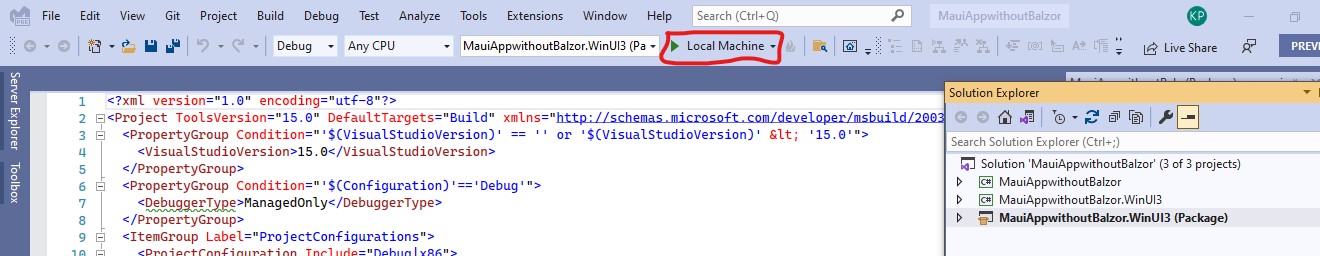 PRE
File Edit View Git Project Build Debug Test Analyze Tools Extensions Window Help Search (Ctrl+Q) MauiAppwithoutBalzor KP
Debug Any CPU MauiAppwithoutBalzor.WinUI3 (Pa Local Machine Live Share PREV
Server Explorer
Toolbox
1 <?xml version="1.0" encoding="utf-8"?>
2 <Project ToolsVersion="15.0" DefaultTargets="Build" xmlns="http://schemas.microsoft.com/developer/msbuild/2003
3 <PropertyGroup Condition="'$(VisualStudioVersion)' == '' or '$(VisualStudioVersion)' &lt; '15.0'">
4 <VisualStudioVersion>15.0</VisualStudioVersion>
5 </PropertyGroup>
6 <PropertyGroup Condition="'$(Configuration)'=='Debug'">
7 <DebuggerType>ManagedOnly</DebuggerType>
8 </PropertyGroup>
9 <ItemGroup Label="ProjectConfigurations">
10 <ProjectConfiguration Include="Debug|x86">
Solution Explorer
Search Solution Explorer (Ctrl+;)
Solution 'MauiAppwithoutBalzor' (3 of 3 projects)
C# MauiAppwithoutBalzor
C# MauiAppwithoutBalzor.WinUI3
MauiAppwithoutBalzor.WinUI3 (Package)